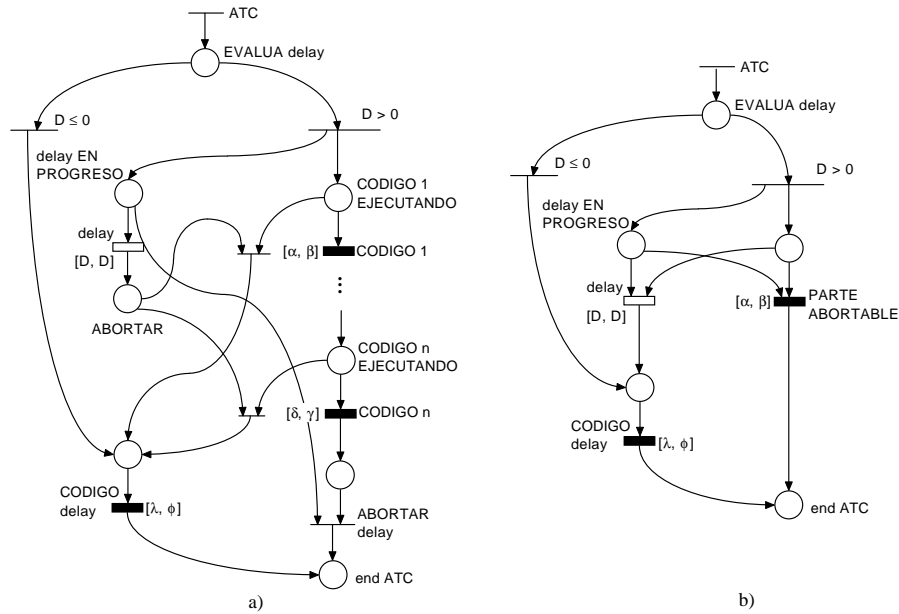 ATC
EVALUA delay
D ≤ 0
D > 0
delay EN
PROGRESO
CODIGO 1
EJECUTANDO
delay
[D, D]
[α, β]
CODIGO 1
ABORTAR
CODIGO n
EJECUTANDO
[δ, γ]
CODIGO n
CODIGO
delay
[λ, ϕ]
ABORTAR
delay
end ATC
a)
ATC
EVALUA delay
D ≤ 0
D > 0
delay EN
PROGRESO
delay
[D, D]
[α, β]
PARTE
ABORTABLE
CODIGO
delay
[λ, ϕ]
end ATC
b)